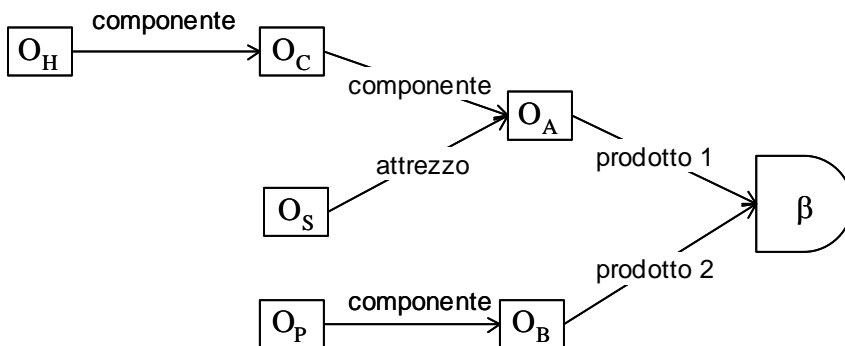 componente
O_H
O_C
componente
O_A
prodotto 1
attrezzo
β
O_S
prodotto 2
componente
O_P
O_B